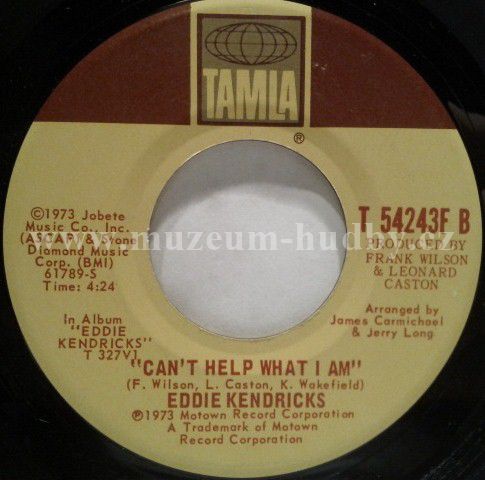 TAMLA
®
©1973 Jobete
Music Co., Inc.
(ASCAP) & Stone
Diamond Music
Corp. (BMI)
61789-S
Time: 4:24
In Album
"EDDIE
KENDRICKS"
T 327V1
T 54243F B
PRODUCED BY
FRANK WILSON
& LEONARD
CASTON
Arranged by
James Carmichael
& Jerry Long
www.muzeum-hudby.cz
"CAN'T HELP WHAT I AM"
(F. Wilson, L. Caston, K. Wakefield)
EDDIE KENDRICKS
℗1973 Motown Record Corporation
A Trademark of Motown
Record Corporation